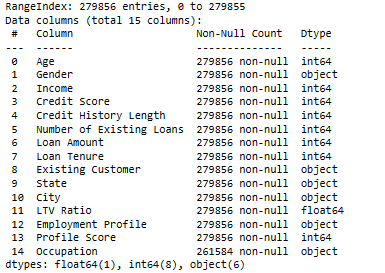 RangeIndex: 279856 entries, 0 to 279855
Data columns (total 15 columns):
 #   Column                    Non-Null Count   Dtype
---  ------                    --------------   -----
 0   Age                       279856 non-null  int64
 1   Gender                    279856 non-null  object
 2   Income                    279856 non-null  int64
 3   Credit Score              279856 non-null  int64
 4   Credit History Length     279856 non-null  int64
 5   Number of Existing Loans  279856 non-null  int64
 6   Loan Amount               279856 non-null  int64
 7   Loan Tenure               279856 non-null  int64
 8   Existing Customer         279856 non-null  object
 9   State                     279856 non-null  object
 10  City                      279856 non-null  object
 11  LTV Ratio                 279856 non-null  float64
 12  Employment Profile        279856 non-null  object
 13  Profile Score             279856 non-null  int64
 14  Occupation                261584 non-null  object
dtypes: float64(1), int64(8), object(6)